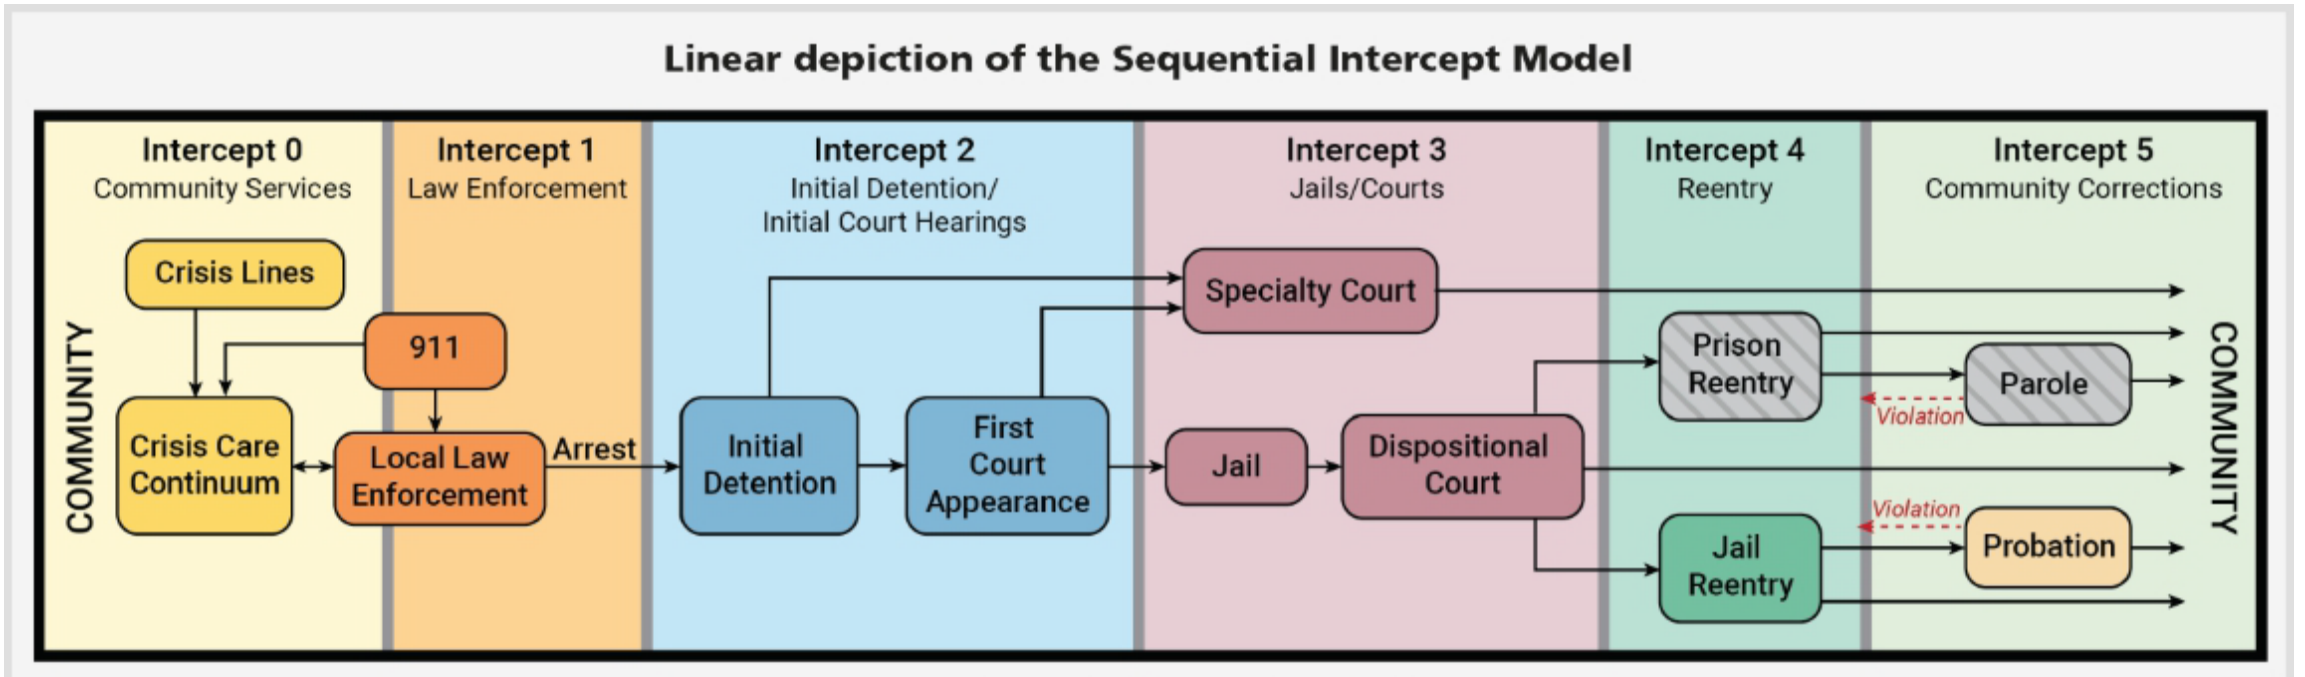 Linear depiction of the Sequential Intercept Model
Intercept 0
Community Services
Intercept 1
Law Enforcement
Intercept 2
Initial Detention/
Initial Court Hearings
Intercept 3
Jails/Courts
Intercept 4
Reentry
Intercept 5
Community Corrections
COMMUNITY
Crisis Lines
911
Crisis Care
Continuum
Local Law
Enforcement
Arrest
Initial
Detention
First
Court
Appearance
Specialty Court
Jail
Dispositional
Court
Prison
Reentry
Parole
Violation
Jail
Reentry
Violation
Probation
COMMUNITY